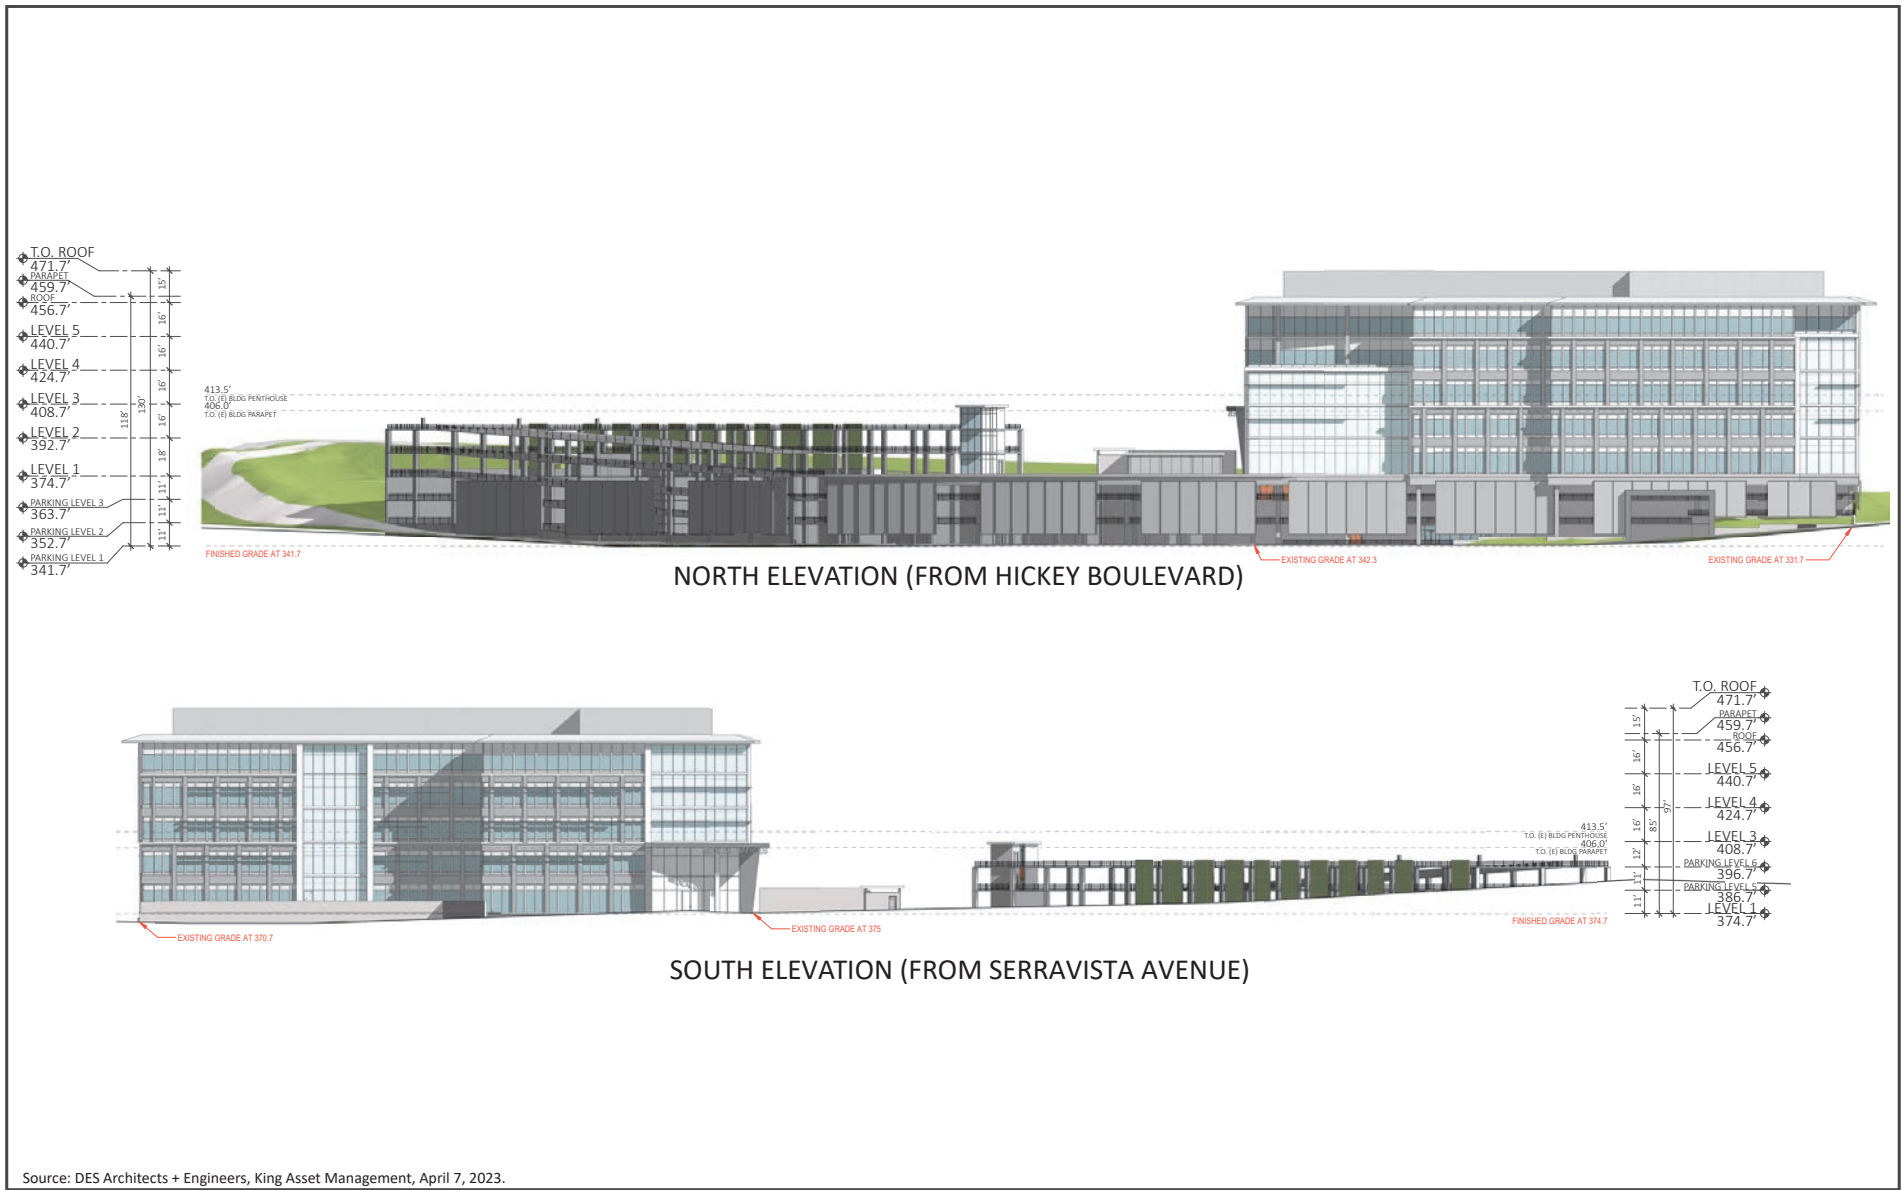 T.O. ROOF
471.7'
PARAPET
459.7'
ROOF
456.7'
LEVEL 5
440.7'
LEVEL 4
424.7'
LEVEL 3
408.7'
LEVEL 2
392.7'
LEVEL 1
374.7'
PARKING LEVEL 3
363.7'
PARKING LEVEL 2
352.7'
PARKING LEVEL 1
341.7'
118'
130'
15'
16'
16'
16'
16'
18'
11'
11'
11'
413.5'
T.O. (E) BLDG PENTHOUSE
406.0'
T.O. (E) BLDG PARAPET
FINISHED GRADE AT 341.7
EXISTING GRADE AT 342.3
EXISTING GRADE AT 331.7
NORTH ELEVATION (FROM HICKEY BOULEVARD)
T.O. ROOF
471.7'
PARAPET
459.7'
ROOF
456.7'
LEVEL 5
440.7'
LEVEL 4
424.7'
LEVEL 3
408.7'
PARKING LEVEL 6
396.7'
PARKING LEVEL 5
386.7'
LEVEL 1
374.7'
15'
16'
16'
16'
12'
11'
11'
85'
97'
413.5'
T.O. (E) BLDG PENTHOUSE
406.0'
T.O. (E) BLDG PARAPET
FINISHED GRADE AT 374.7
EXISTING GRADE AT 370.7
EXISTING GRADE AT 375
SOUTH ELEVATION (FROM SERRAVISTA AVENUE)
Source: DES Architects + Engineers, King Asset Management, April 7, 2023.